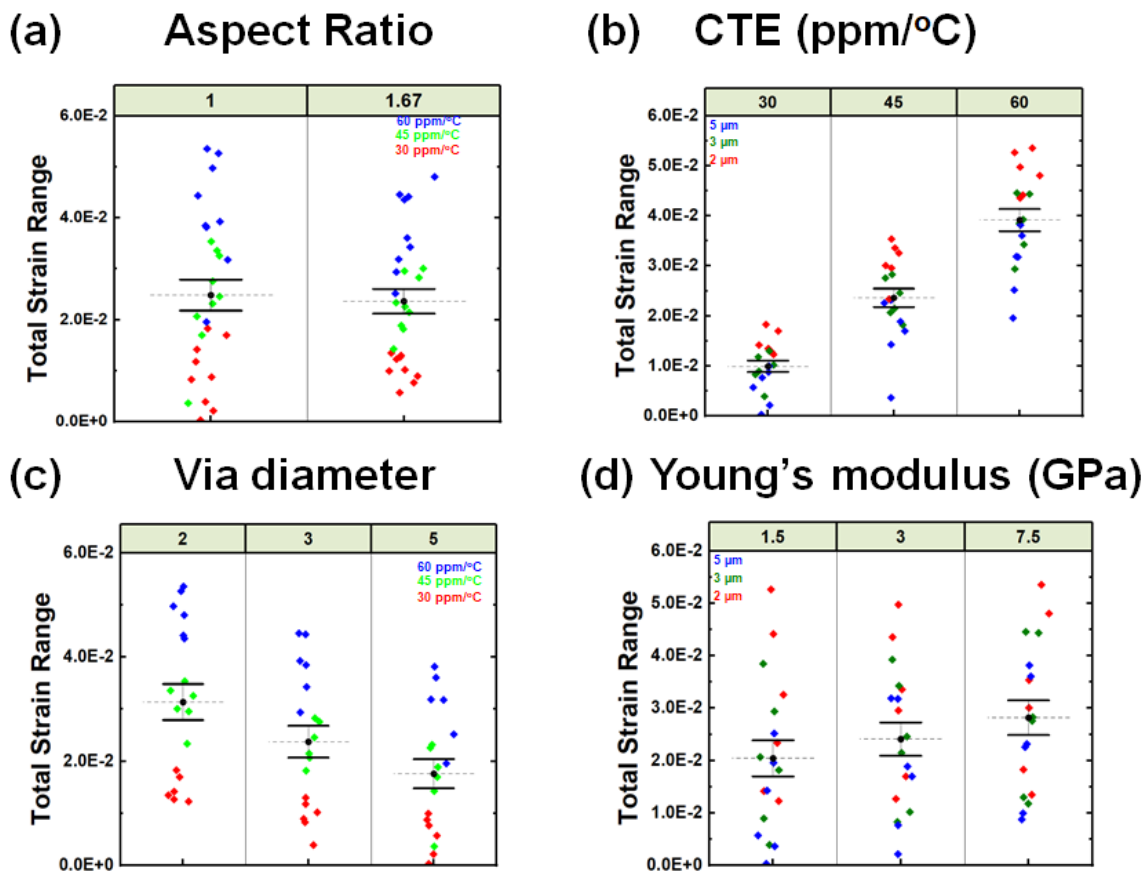 (a) Aspect Ratio
1 1.67
60 ppm/°C
45 ppm/°C
30 ppm/°C
Total Strain Range
6.0E-2
4.0E-2
2.0E-2
0.0E+0
(b) CTE (ppm/°C)
30 45 60
5 µm
3 µm
2 µm
Total Strain Range
6.0E-2
5.0E-2
4.0E-2
3.0E-2
2.0E-2
1.0E-2
0.0E+0
(c) Via diameter
2 3 5
60 ppm/°C
45 ppm/°C
30 ppm/°C
Total Strain Range
6.0E-2
4.0E-2
2.0E-2
0.0E+0
(d) Young's modulus (GPa)
1.5 3 7.5
5 µm
3 µm
2 µm
Total Strain Range
6.0E-2
5.0E-2
4.0E-2
3.0E-2
2.0E-2
1.0E-2
0.0E+0